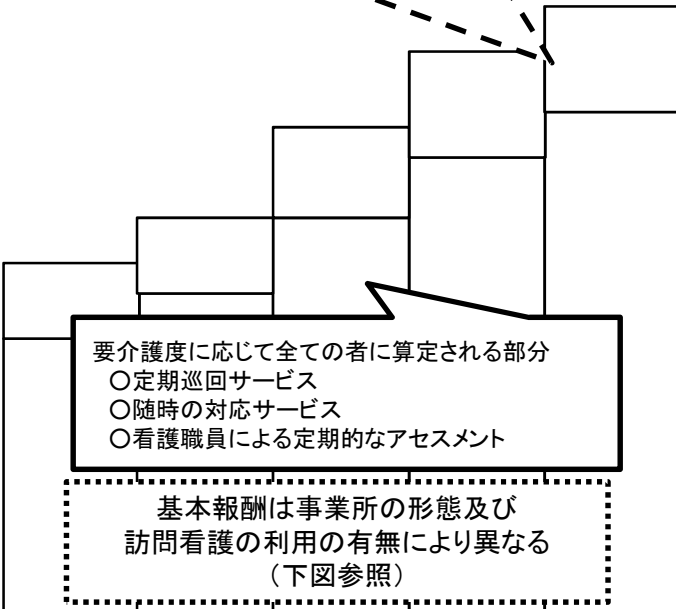 要介護度に応じて全ての者に算定される部分
○定期巡回サービス
○随時の対応サービス
○看護職員による定期的なアセスメント
基本報酬は事業所の形態及び
訪問看護の利用の有無により異なる
（下図参照）